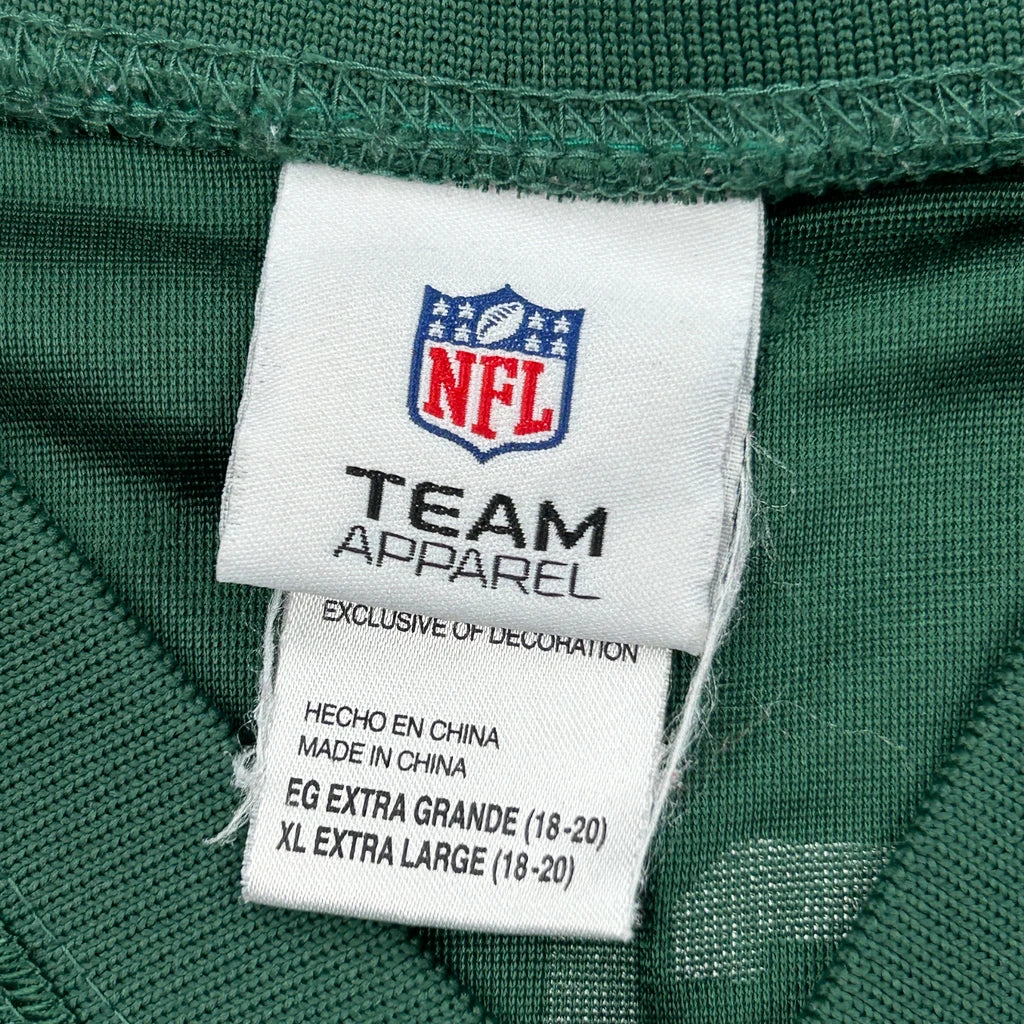 NFL
TEAM
APPAREL
EXCLUSIVE OF DECORATION
HECHO EN CHINA
MADE IN CHINA
EG EXTRA GRANDE (18-20)
XL EXTRA LARGE (18-20)